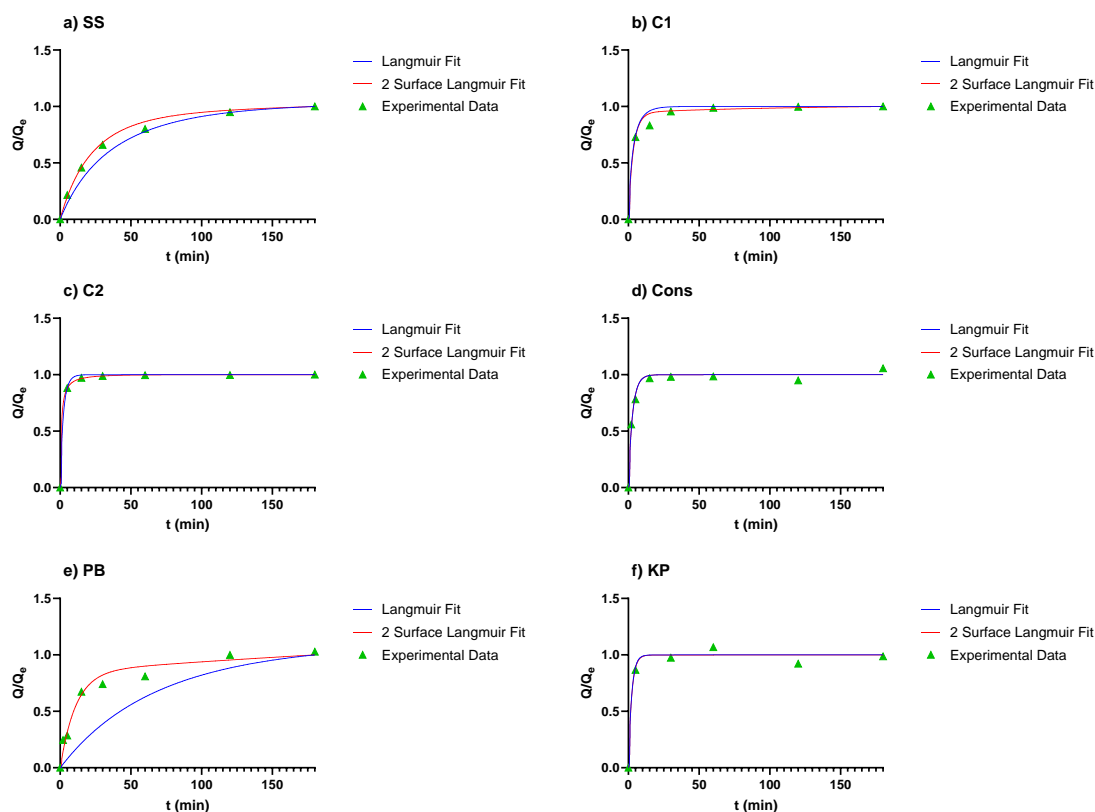 a) SS
1.5
1.0
0.5
0.0
Q/Qe
0
50
100
150
t (min)
Langmuir Fit
2 Surface Langmuir Fit
Experimental Data
b) C1
1.5
1.0
0.5
0.0
Q/Qe
0
50
100
150
t (min)
Langmuir Fit
2 Surface Langmuir Fit
Experimental Data
c) C2
1.5
1.0
0.5
0.0
Q/Qe
0
50
100
150
t (min)
Langmuir Fit
2 Surface Langmuir Fit
Experimental Data
d) Cons
1.5
1.0
0.5
0.0
Q/Qe
0
50
100
150
t (min)
Langmuir Fit
2 Surface Langmuir Fit
Experimental Data
e) PB
1.5
1.0
0.5
0.0
Q/Qe
0
50
100
150
t (min)
Langmuir Fit
2 Surface Langmuir Fit
Experimental Data
f) KP
1.5
1.0
0.5
0.0
Q/Qe
0
50
100
150
t (min)
Langmuir Fit
2 Surface Langmuir Fit
Experimental Data